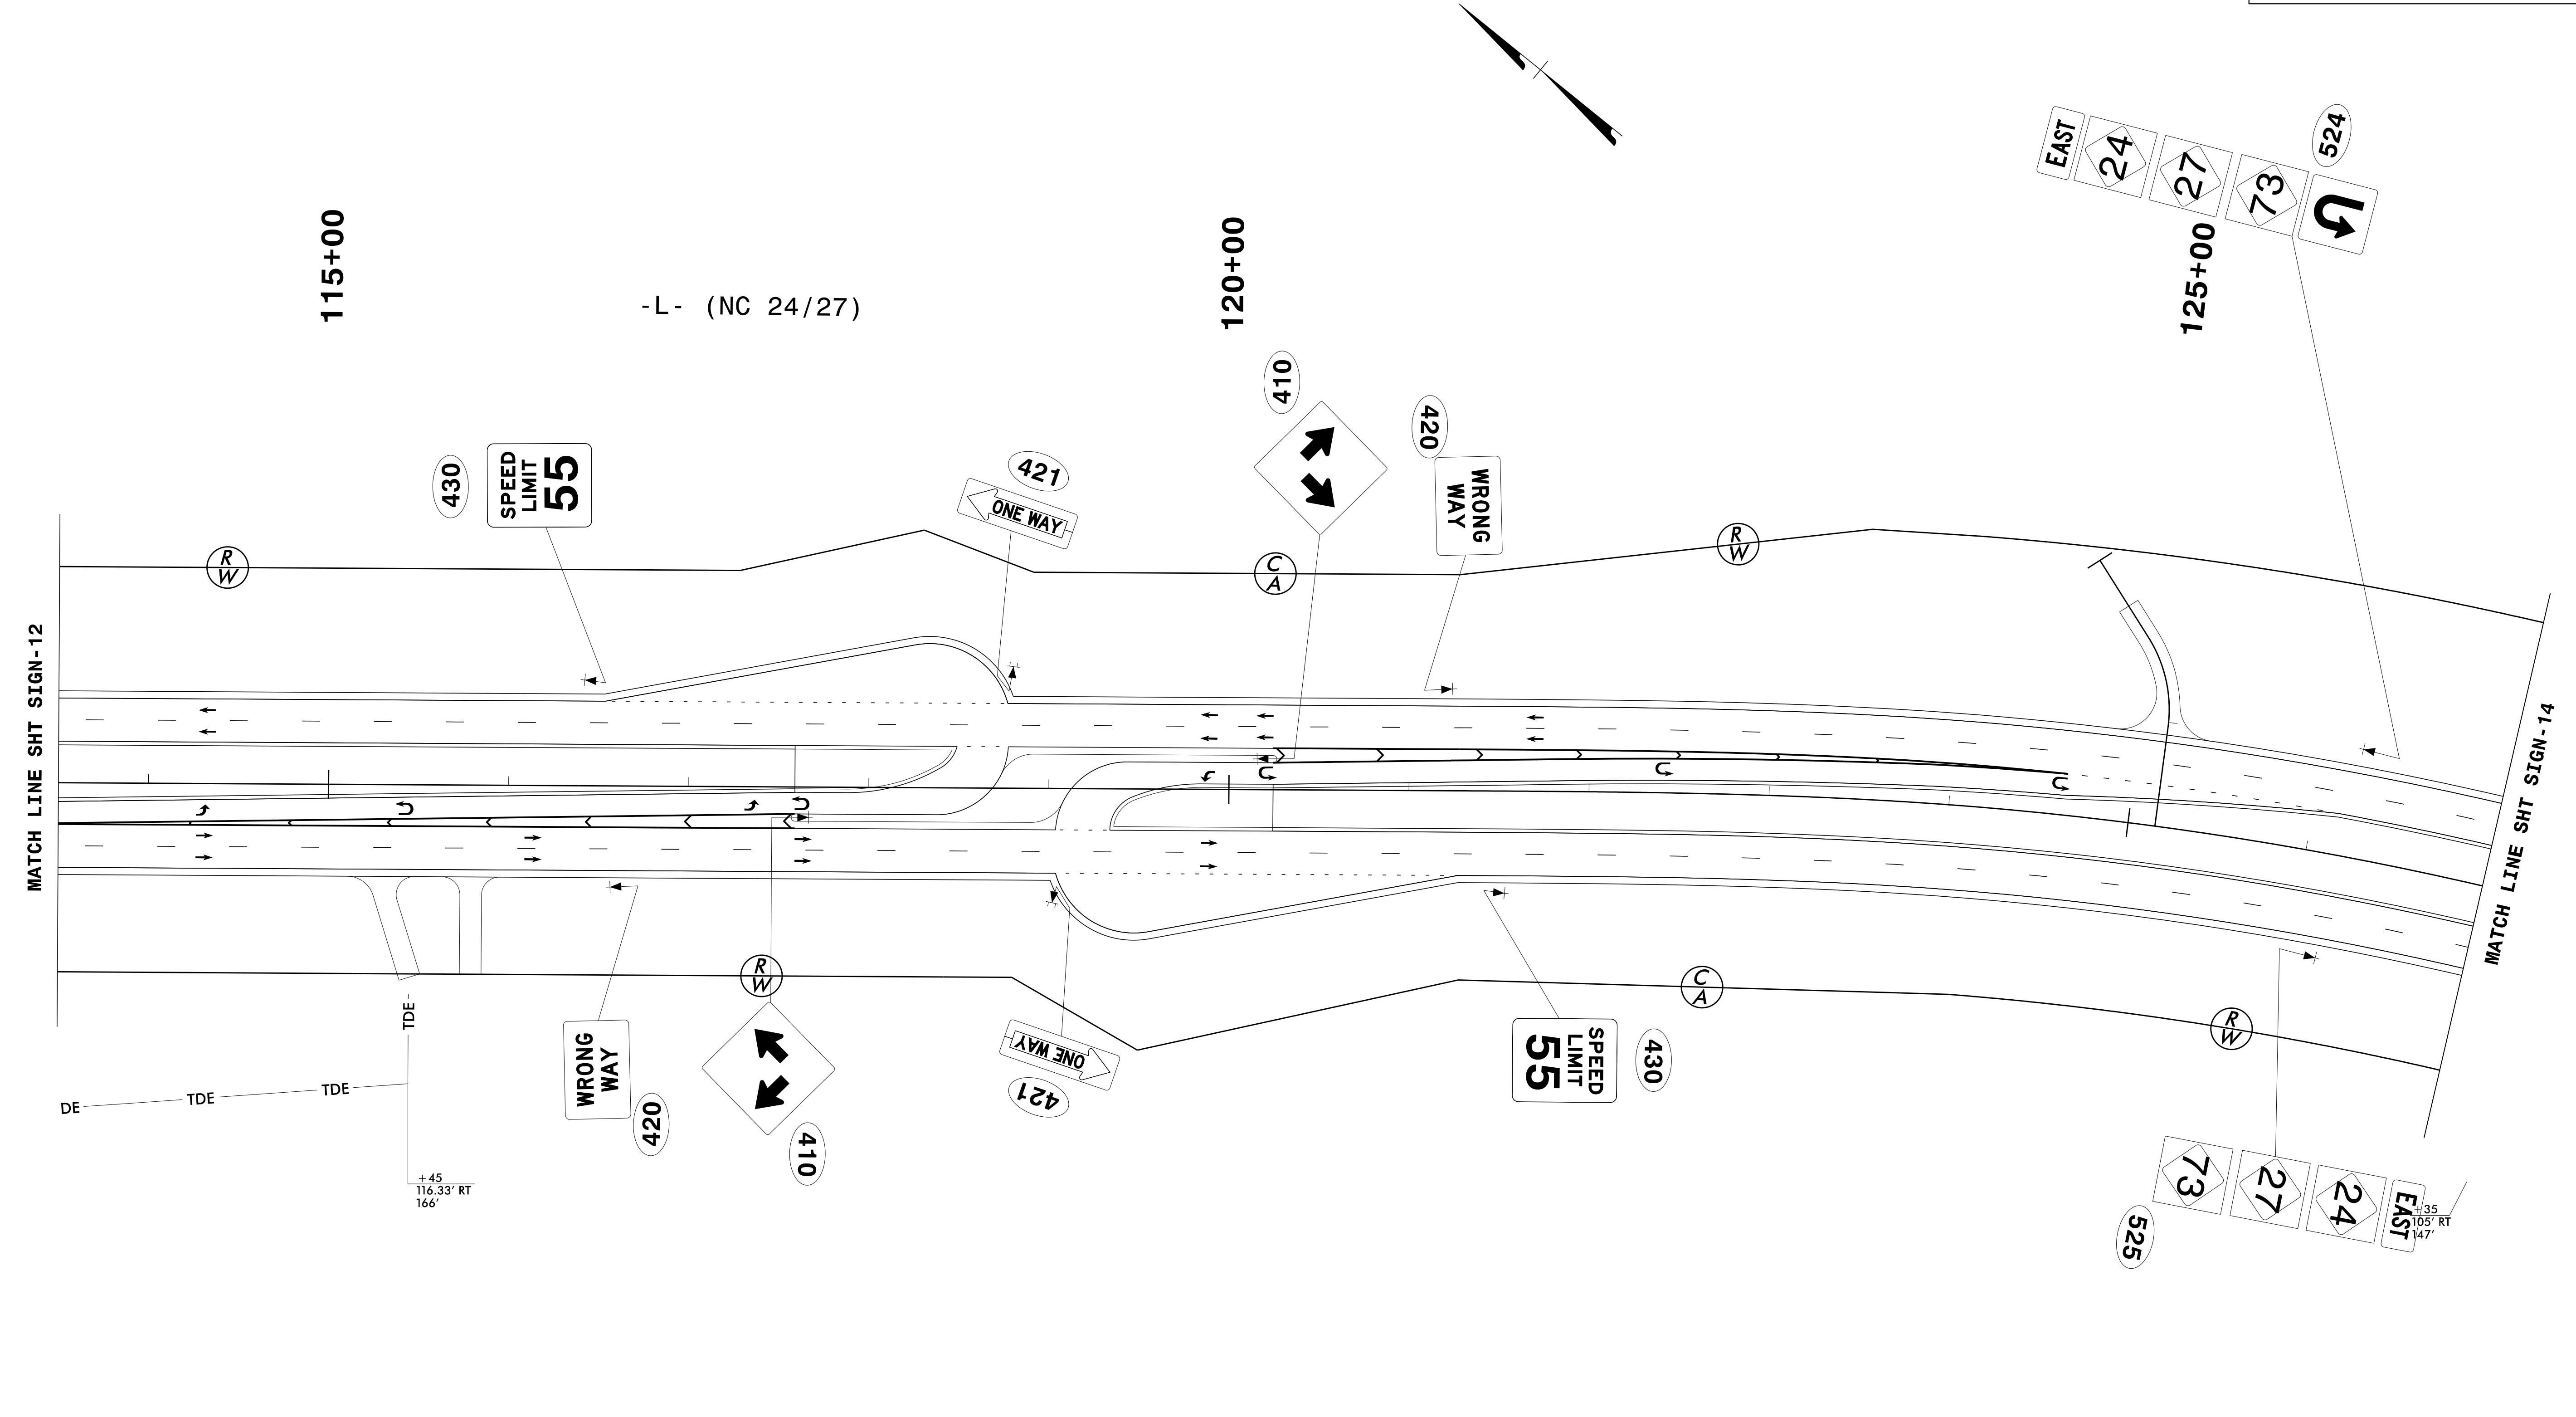 EAST
24
27
73
524
115+00
120+00
125+00
-L- (NC 24/27)
410
420
430
SPEED
LIMIT
55
421
ONE WAY
WRONG
WAY
R
W
C
A
R
W
MATCH LINE SHT SIGN-12
MATCH LINE SHT SIGN-14
R
W
C
A
R
W
TDE
DE
TDE
TDE
WRONG
WAY
420
410
ONE WAY
421
SPEED
LIMIT
55
430
+45
116.33' RT
166'
73
27
24
EAST
525
+35
105' RT
147'